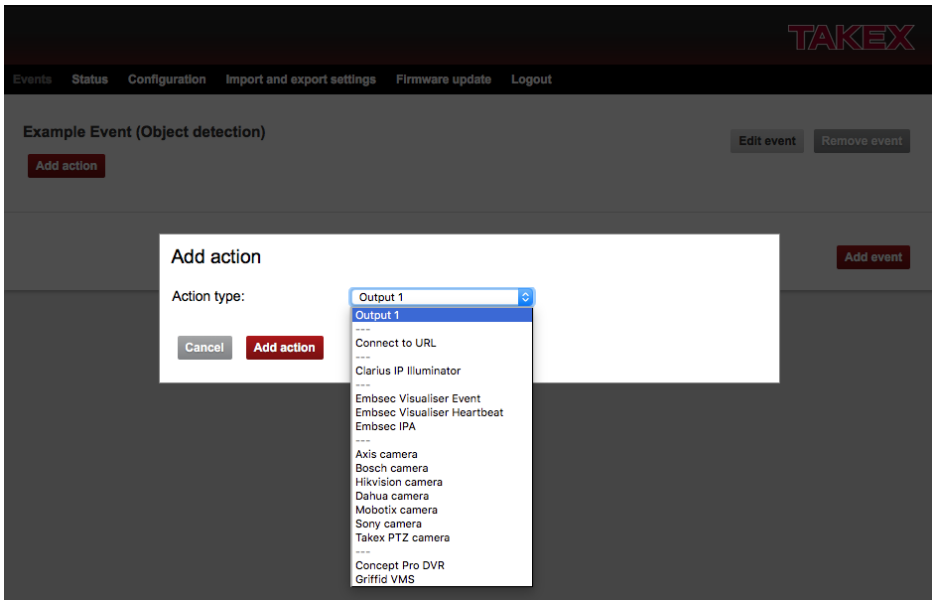 TAKEX
Events Status Configuration Import and export settings Firmware update Logout
Example Event (Object detection)
Edit event Remove event
Add action
Add event
Add action
Action type: Output 1
Cancel Add action
Output 1
---
Connect to URL
---
Clarius IP Illuminator
---
Embsec Visualiser Event
Embsec Visualiser Heartbeat
Embsec IPA
---
Axis camera
Bosch camera
Hikvision camera
Dahua camera
Mobotix camera
Sony camera
Takex PTZ camera
---
Concept Pro DVR
Griffid VMS